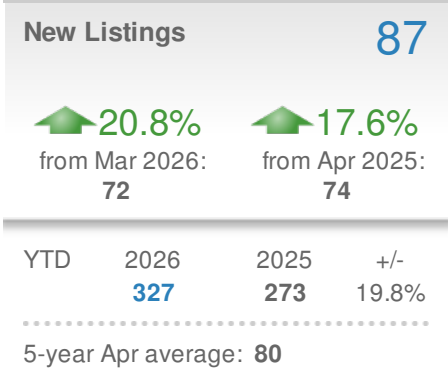 New Listings 87
20.8% 17.6%
from Mar 2026: from Apr 2025:
72 74
YTD 2026 2025 +/-
327 273 19.8%
5-year Apr average: 80